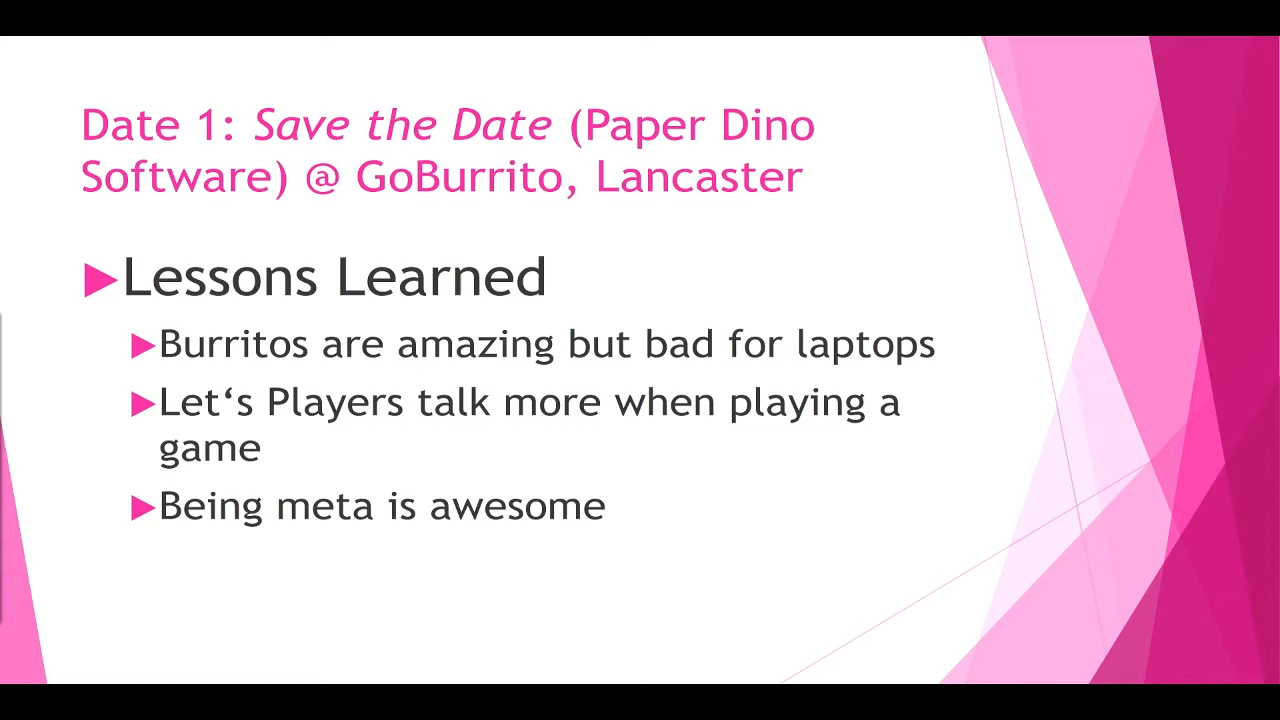 Date 1: Save the Date (Paper Dino
Software) @ GoBurrito, Lancaster
Lessons Learned
Burritos are amazing but bad for laptops
Let‘s Players talk more when playing a
game
Being meta is awesome